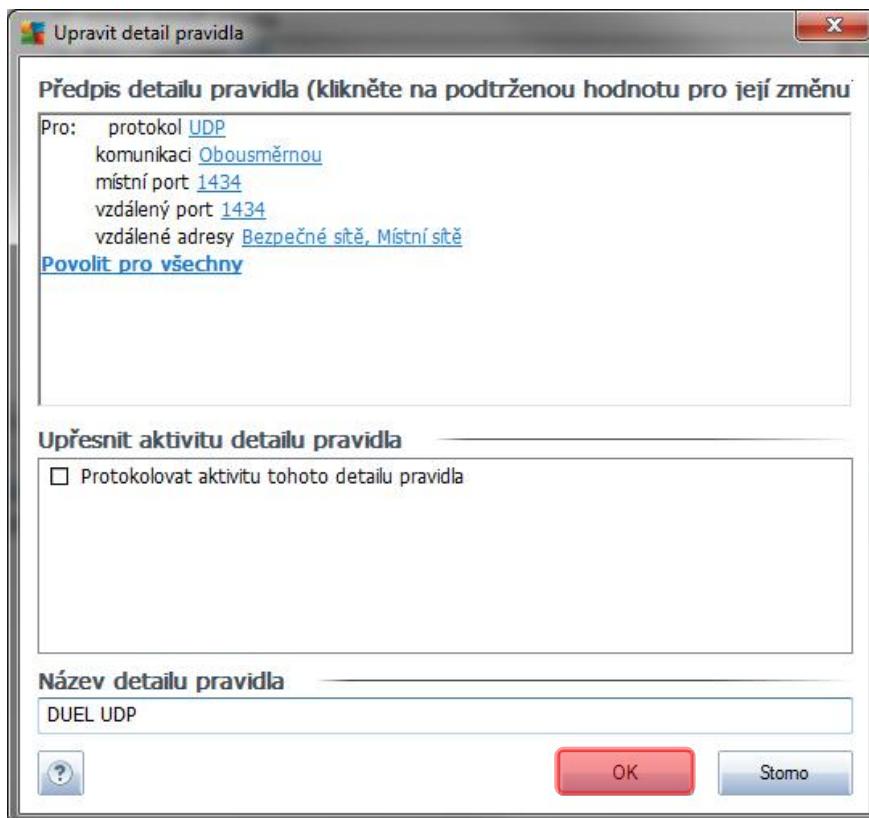 Upravit detail pravidla
Předpis detailu pravidla (klikněte na podtrženou hodnotu pro její změnu
Pro: protokol UDP
komunikaci Obousměrnou
místní port 1434
vzdálený port 1434
vzdálené adresy Bezpečné sítě, Místní sítě
Povolit pro všechny
Upřesnit aktivitu detailu pravidla
Protokolovat aktivitu tohoto detailu pravidla
Název detailu pravidla
DUEL UDP
?
OK
Storno